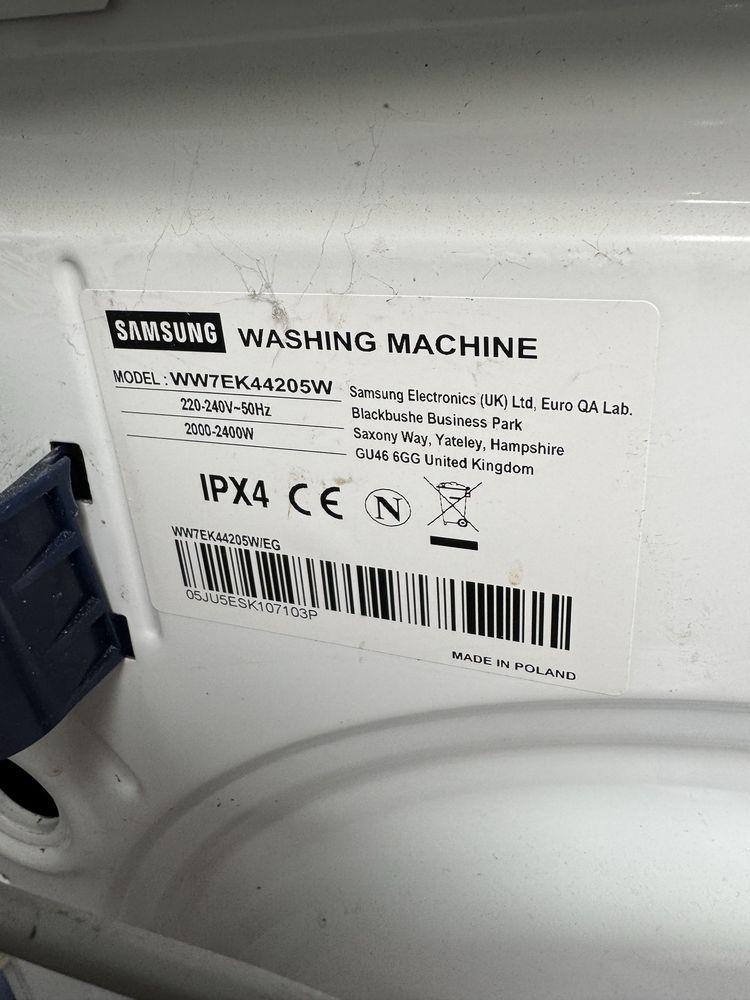 SAMSUNG WASHING MACHINE
MODEL : WW7EK44205W
220-240V~50Hz
2000-2400W
Samsung Electronics (UK) Ltd, Euro QA Lab.
Blackbushe Business Park
Saxony Way, Yateley, Hampshire
GU46 6GG United Kingdom
IPX4 CE N
WW7EK44205W/EG
05JU5ESK107103P
MADE IN POLAND